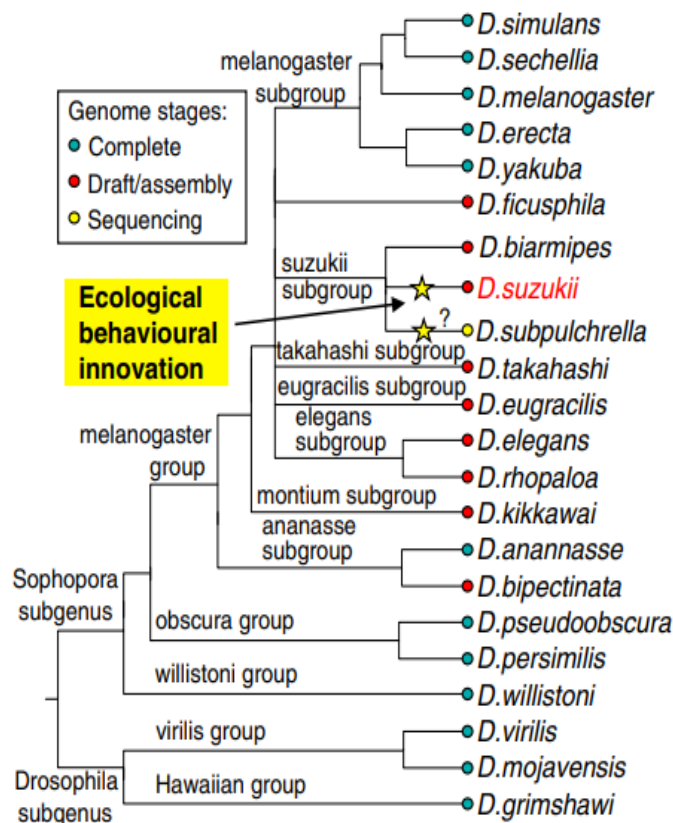 D.simulans
D.sechellia
melanogaster
subgroup
D.melanogaster
Genome stages:
Complete
Draft/assembly
Sequencing
D.erecta
D.yakuba
D.ficusphila
D.biarmipes
suzukii
subgroup
D.suzukii
Ecological
behavioural
innovation
?
D.subpulchrella
takahashi subgroup
D.takahashi
eugracilis subgroup
D.eugracilis
elegans
subgroup
D.elegans
melanogaster
group
D.rhopaloa
montium subgroup
D.kikkawai
ananasse
subgroup
D.anannasse
D.bipectinata
Sophopora
subgenus
obscura group
D.pseudoobscura
D.persimilis
willistoni group
D.willistoni
virilis group
D.virilis
D.mojavensis
Drosophila
subgenus
Hawaiian group
D.grimshawi